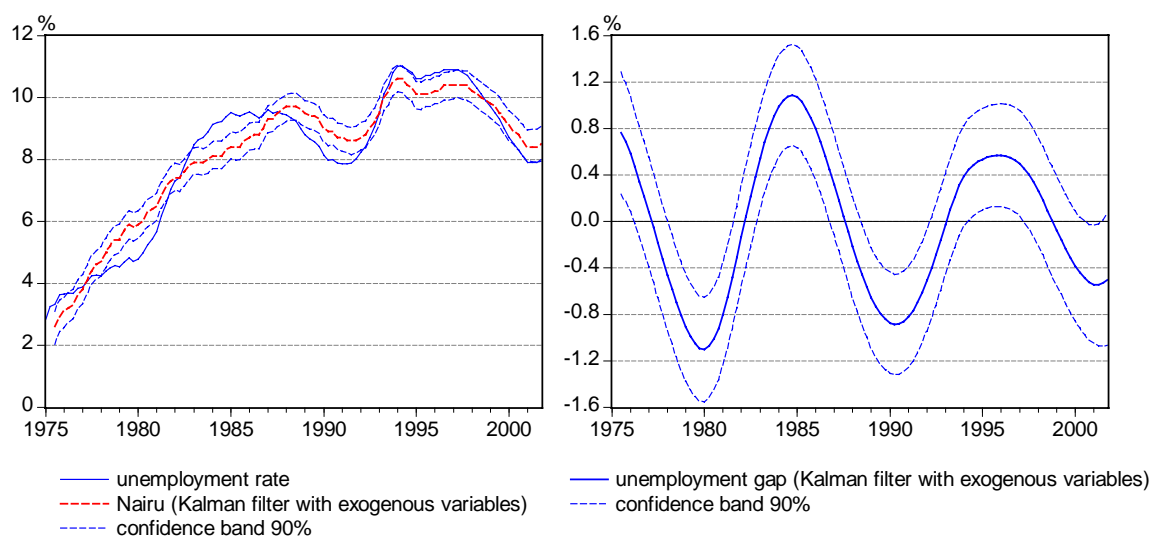 %
12
10
8
6
4
2
0
1975 1980 1985 1990 1995 2000
unemployment rate
Nairu (Kalman filter with exogenous variables)
confidence band 90%
%
1.6
1.2
0.8
0.4
0.0
-0.4
-0.8
-1.2
-1.6
1975 1980 1985 1990 1995 2000
unemployment gap (Kalman filter with exogenous variables)
confidence band 90%